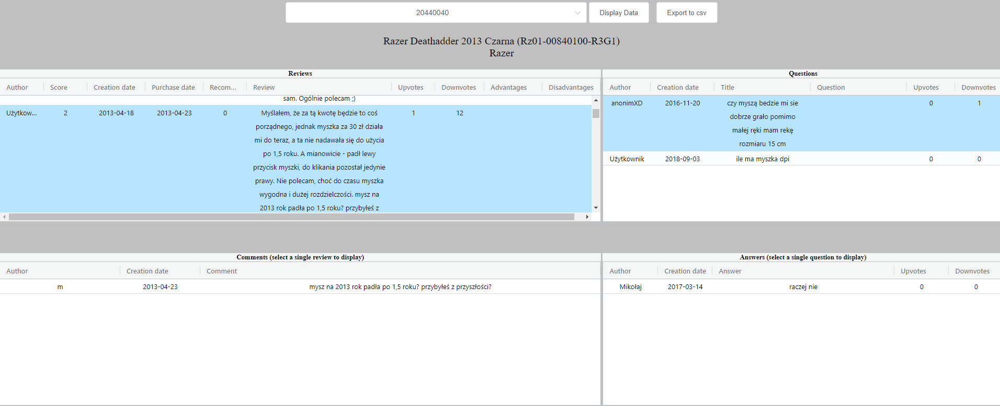 20440040
Display Data
Export to csv
Razer Deathadder 2013 Czarna (Rz01-00840100-R3G1)
Razer
Reviews
Author Score Creation date Purchase date Recom... Review Upvotes Downvotes Advantages Disadvantages
sam. Ogólnie polecam ;)
Użytkow... 2 2013-04-18 2013-04-23 0 Myślałem, że za tą kwotę będzie to coś 1 12
porządnego, jednak myszka za 30 zł działa
mi do teraz, a ta nie nadawała się do użycia
po 1,5 roku. A mianowicie - padł lewy
przycisk myszki, do klikania pozostał jedynie
prawy. Nie polecam, choć do czasu myszka
wygodna i dużej rozdzielczości. mysz na
2013 rok padła po 1,5 roku? przybyłeś z
Questions
Author Creation date Title Question Upvotes Downvotes
anonimXD 2016-11-20 czy myszą bedzie mi sie 0 1
dobrze grało pomimo
małej ręki mam rekę
rozmiaru 15 cm
Użytkownik 2018-09-03 ile ma myszka dpi 0 0
Comments (select a single review to display)
Author Creation date Comment
m 2013-04-23 mysz na 2013 rok padła po 1,5 roku? przybyłeś z przyszłości?
Answers (select a single question to display)
Author Creation date Answer Upvotes Downvotes
Mikołaj 2017-03-14 raczej nie 0 0